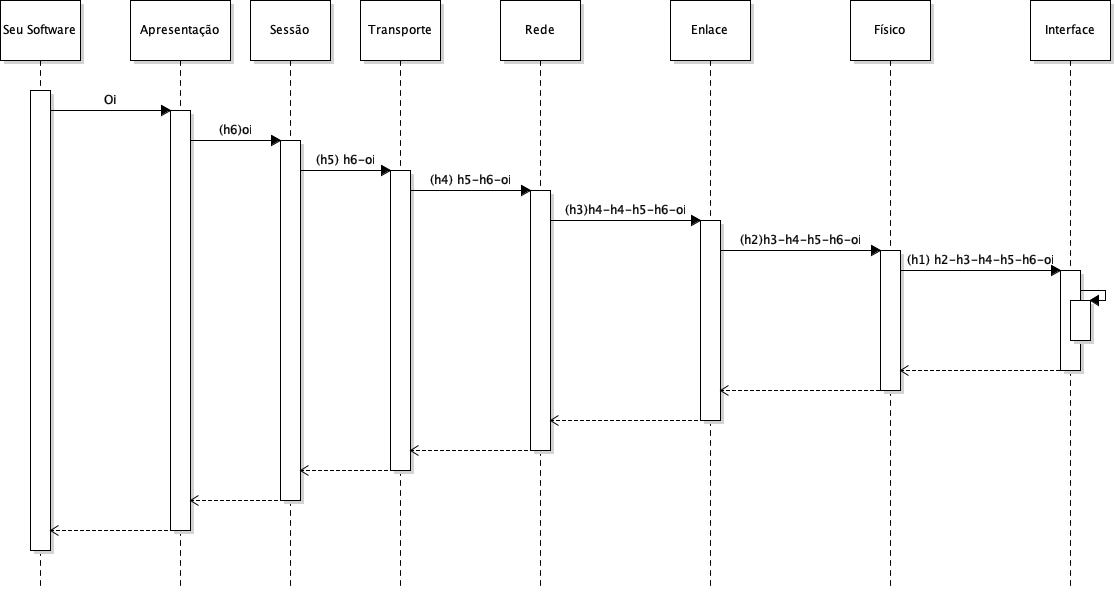 Seu Software
Apresentação
Sessão
Transporte
Rede
Enlace
Físico
Interface
Oi
(h6)oi
(h5) h6-oi
(h4) h5-h6-oi
(h3)h4-h4-h5-h6-oi
(h2)h3-h4-h5-h6-oi
(h1) h2-h3-h4-h5-h6-oi